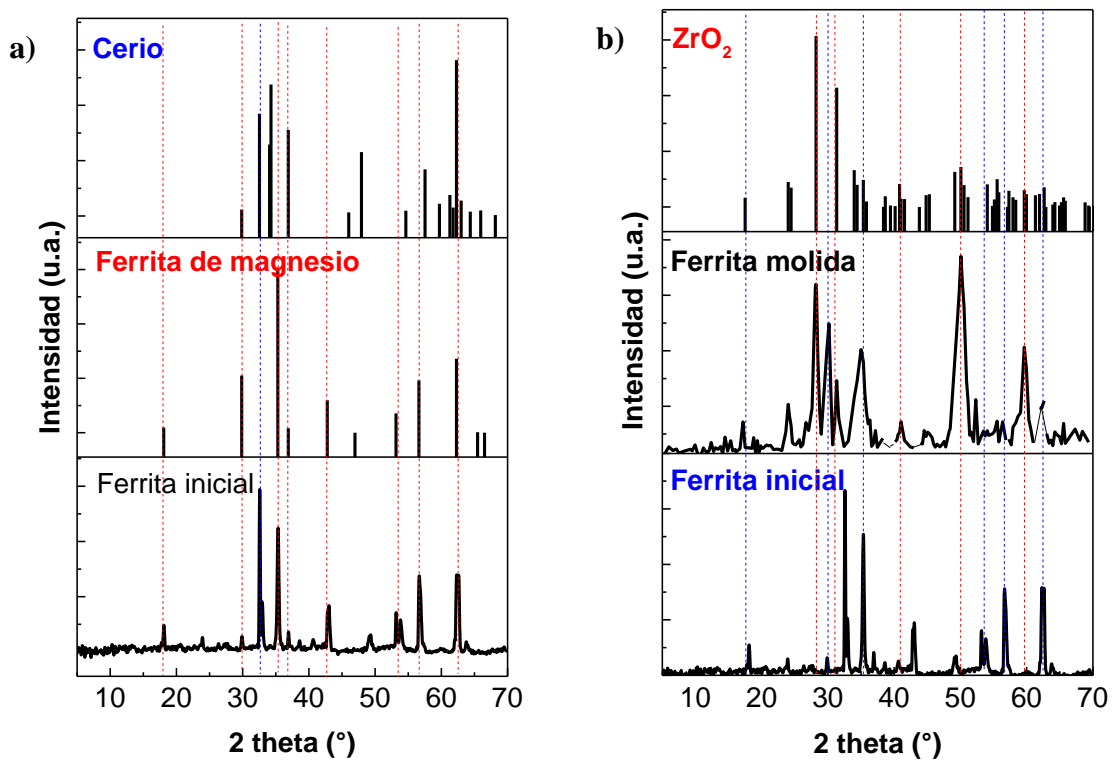 a)
Cerio
Ferrita de magnesio
Ferrita inicial
Intensidad (u.a.)
10 20 30 40 50 60 70
2 theta (°)
b)
ZrO2
Ferrita molida
Ferrita inicial
Intensidad (u.a.)
10 20 30 40 50 60 70
2 theta (°)